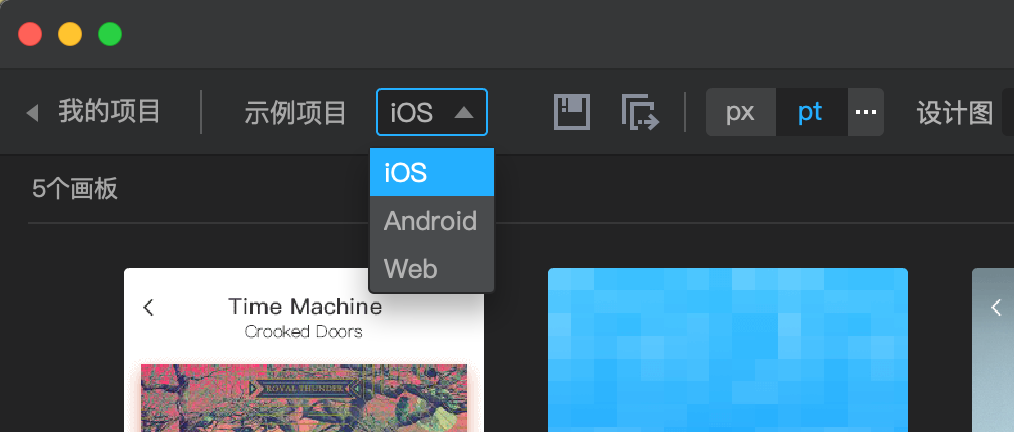 我的项目 示例项目 iOS px pt ... 设计图
iOS
Android
Web
5个画板
Time Machine
Crooked Doors
ROYAL THUNDER